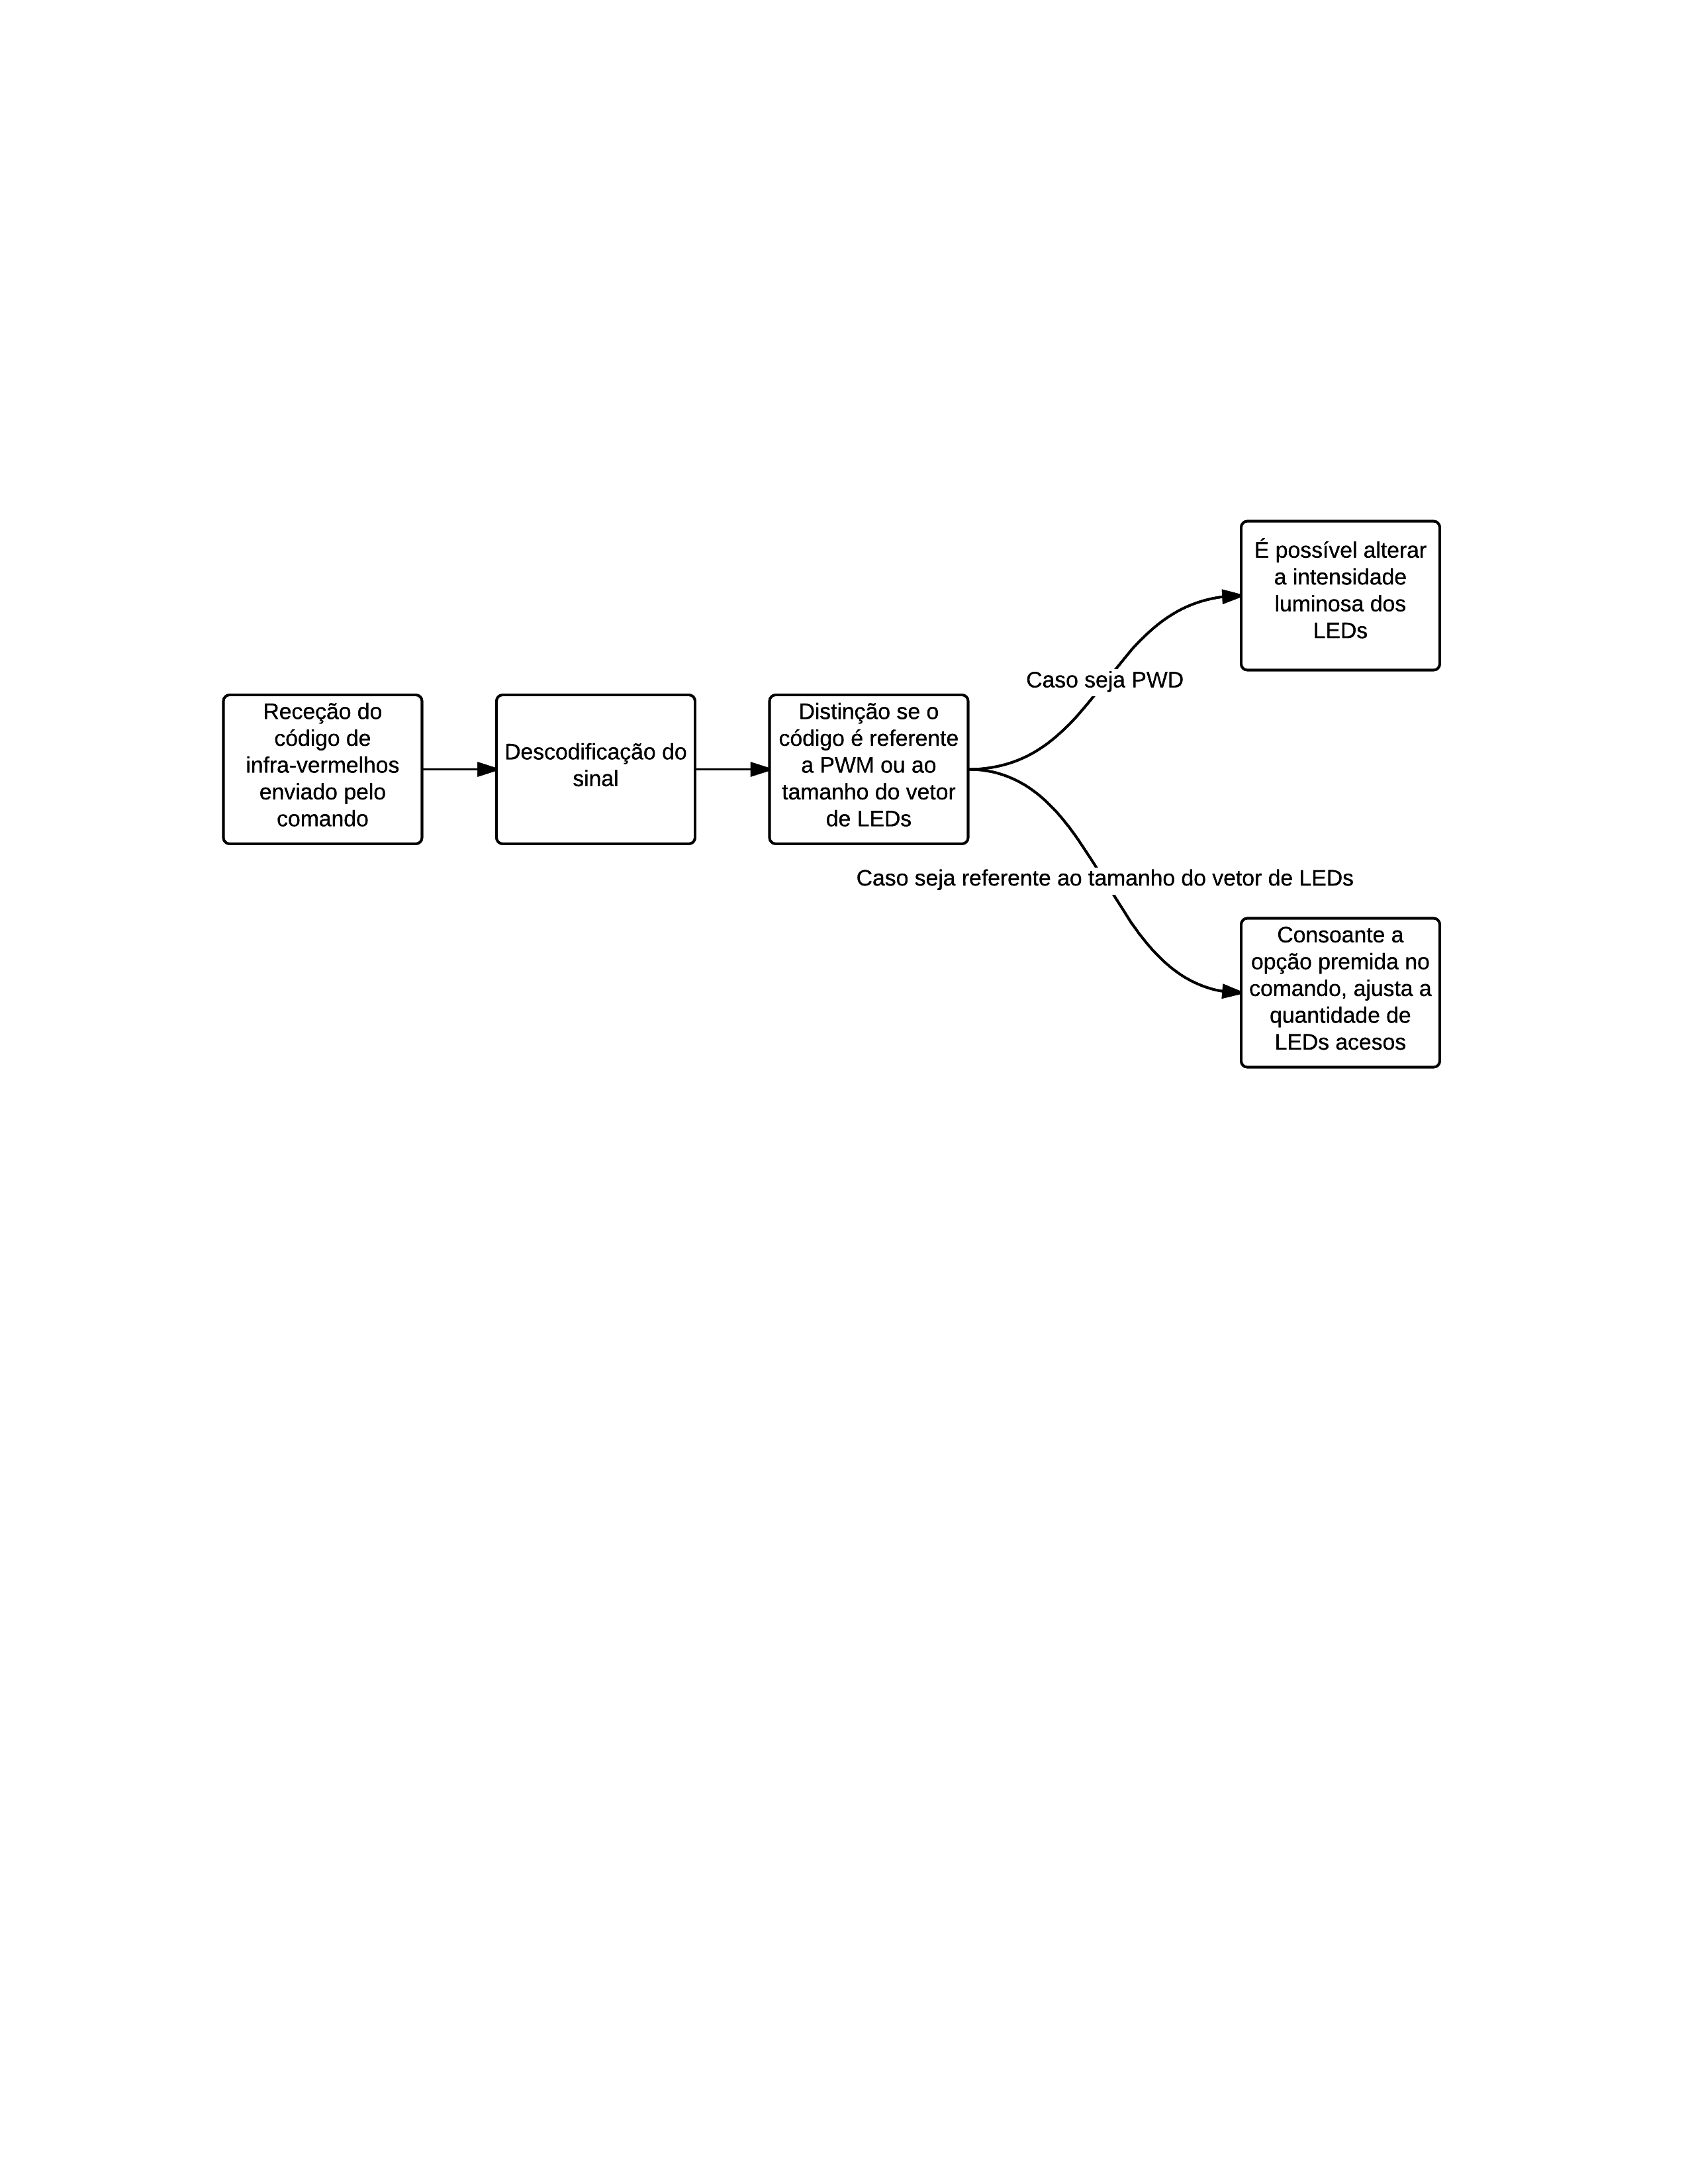 Receção do
código de
infra-vermelhos
enviado pelo
comando
Descodificação do
sinal
Distinção se o
código é referente
a PWM ou ao
tamanho do vetor
de LEDs
Caso seja PWD
É possível alterar
a intensidade
luminosa dos
LEDs
Caso seja referente ao tamanho do vetor de LEDs
Consoante a
opção premida no
comando, ajusta a
quantidade de
LEDs acesos